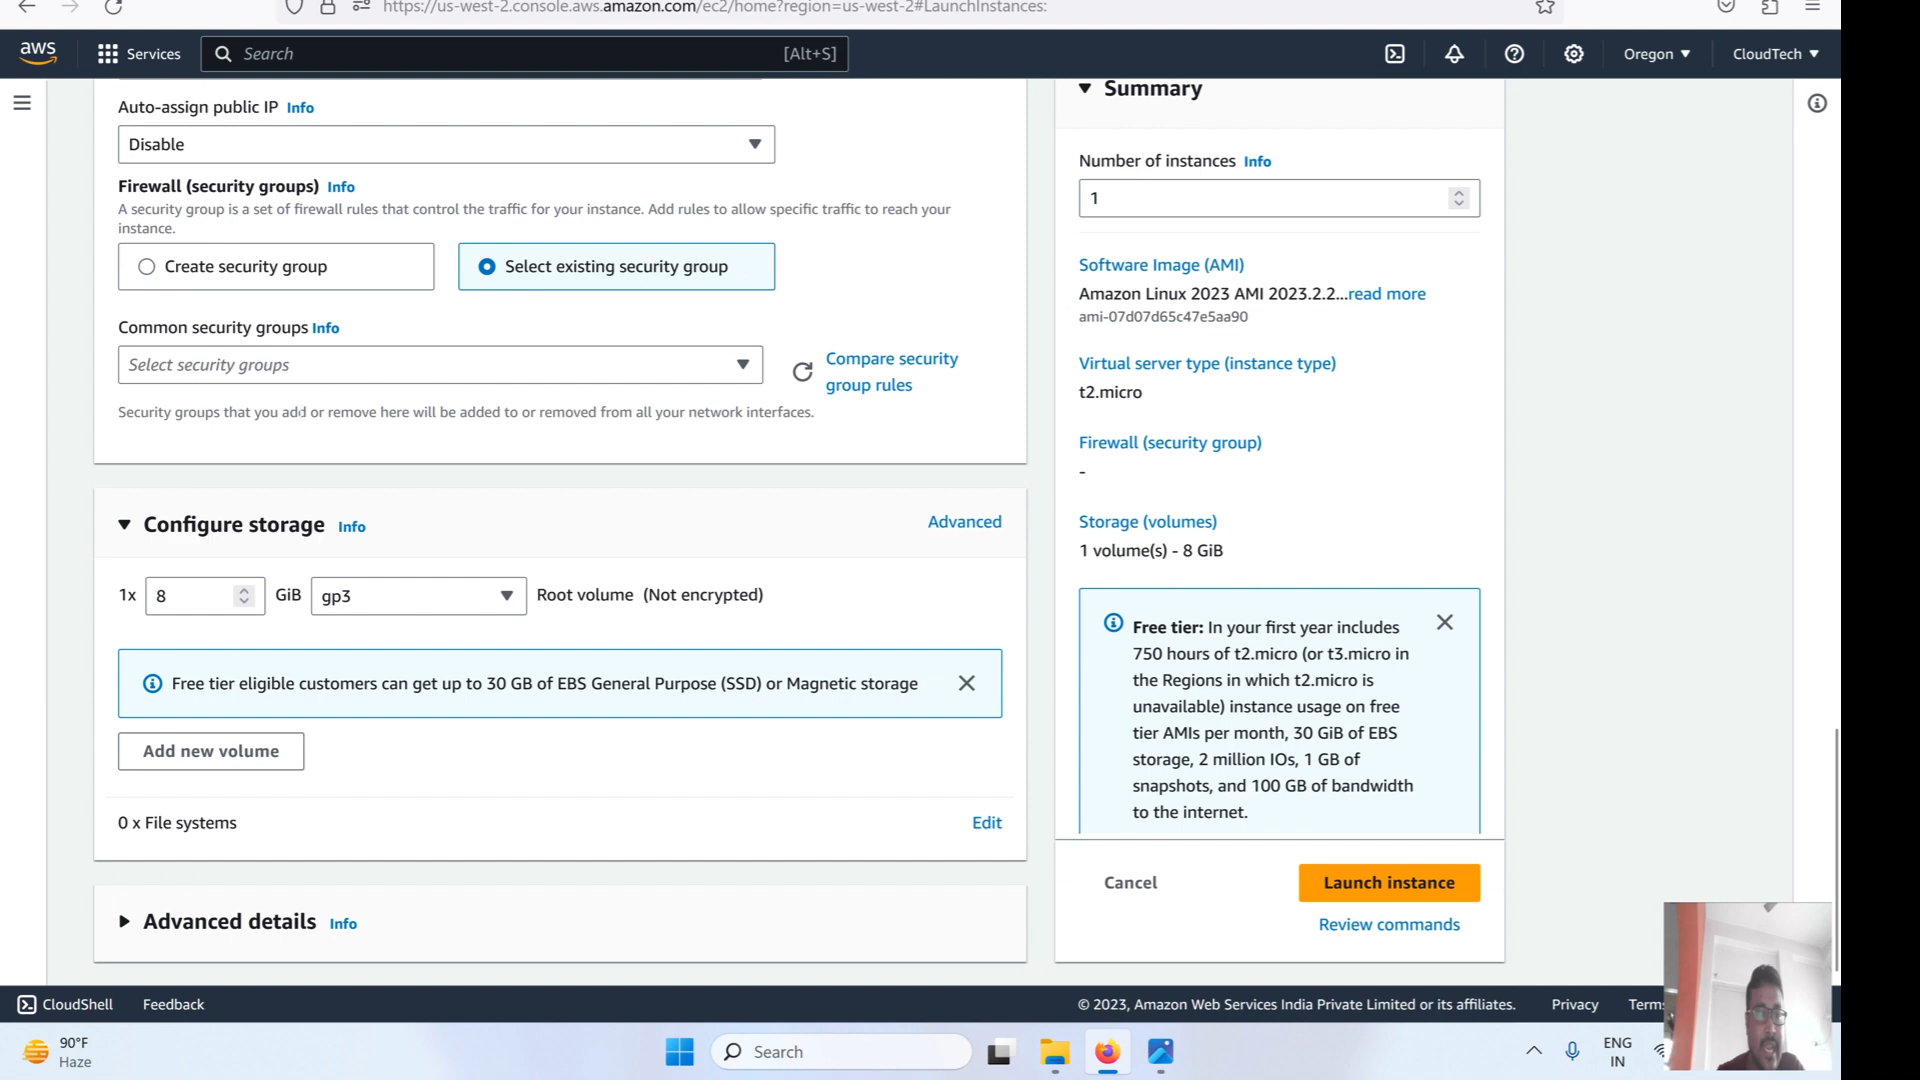 https://us-west-2.console.aws.amazon.com/ec2/home?region=us-west-2#LaunchInstances:
aws
Services
Search
[Alt+S]
Oregon
CloudTech
Auto-assign public IP Info
Disable
Firewall (security groups) Info
A security group is a set of firewall rules that control the traffic for your instance. Add rules to allow specific traffic to reach your
instance.
Create security group
Select existing security group
Common security groups Info
Select security groups
Compare security
group rules
Security groups that you add or remove here will be added to or removed from all your network interfaces.
Configure storage Info
Advanced
1x 8 GiB gp3 Root volume (Not encrypted)
Free tier eligible customers can get up to 30 GB of EBS General Purpose (SSD) or Magnetic storage
Add new volume
0 x File systems
Edit
Advanced details Info
Summary
Number of instances Info
1
Software Image (AMI)
Amazon Linux 2023 AMI 2023.2.2...read more
ami-07d07d65c47e5aa90
Virtual server type (instance type)
t2.micro
Firewall (security group)
-
Storage (volumes)
1 volume(s) - 8 GiB
Free tier: In your first year includes
750 hours of t2.micro (or t3.micro in
the Regions in which t2.micro is
unavailable) instance usage on free
tier AMIs per month, 30 GiB of EBS
storage, 2 million IOs, 1 GB of
snapshots, and 100 GB of bandwidth
to the internet.
Cancel
Launch instance
Review commands
CloudShell
Feedback
© 2023, Amazon Web Services India Private Limited or its affiliates.
Privacy
Terms
90°F
Haze
Search
ENG
IN